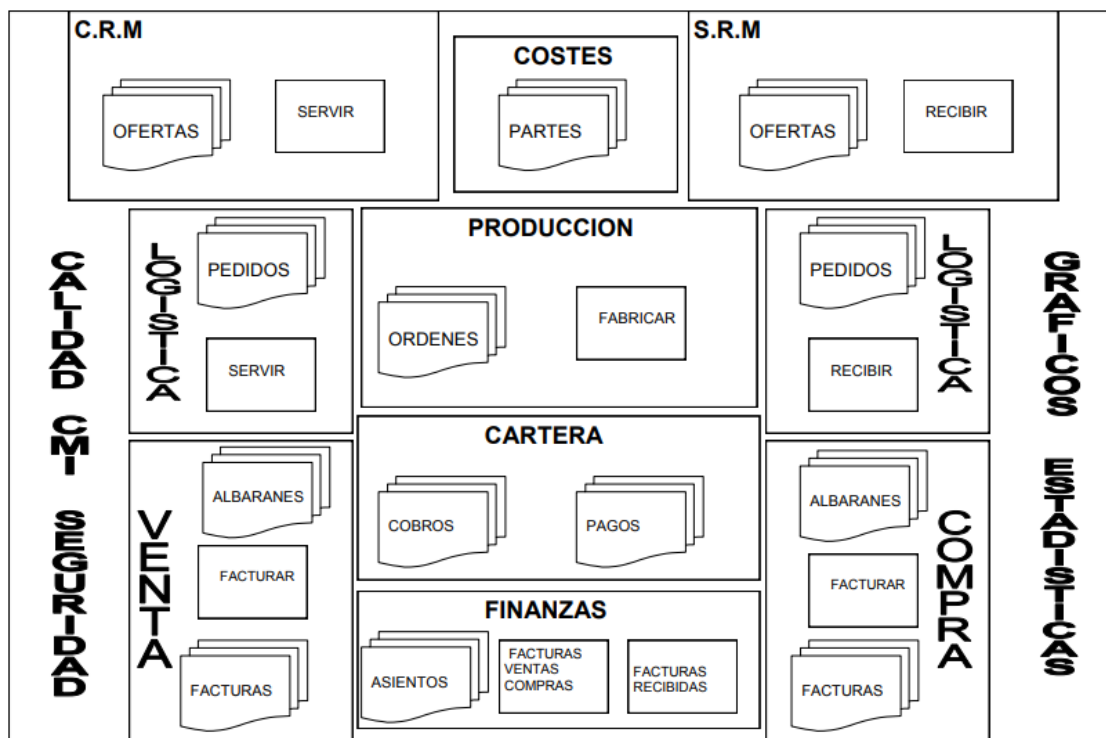 C.R.M
OFERTAS
SERVIR
COSTES
PARTES
S.R.M
OFERTAS
RECIBIR
CALIDAD CMI SEGURIDAD
LOGISTICA
PEDIDOS
SERVIR
PRODUCCION
ORDENES
FABRICAR
PEDIDOS
RECIBIR
LOGISTICA
GRAFICOS ESTADISTICAS
VENTA
ALBARANES
FACTURAR
FACTURAS
CARTERA
COBROS
PAGOS
FINANZAS
ASIENTOS
FACTURAS
VENTAS
COMPRAS
FACTURAS
RECIBIDAS
ALBARANES
FACTURAR
FACTURAS
COMPRA